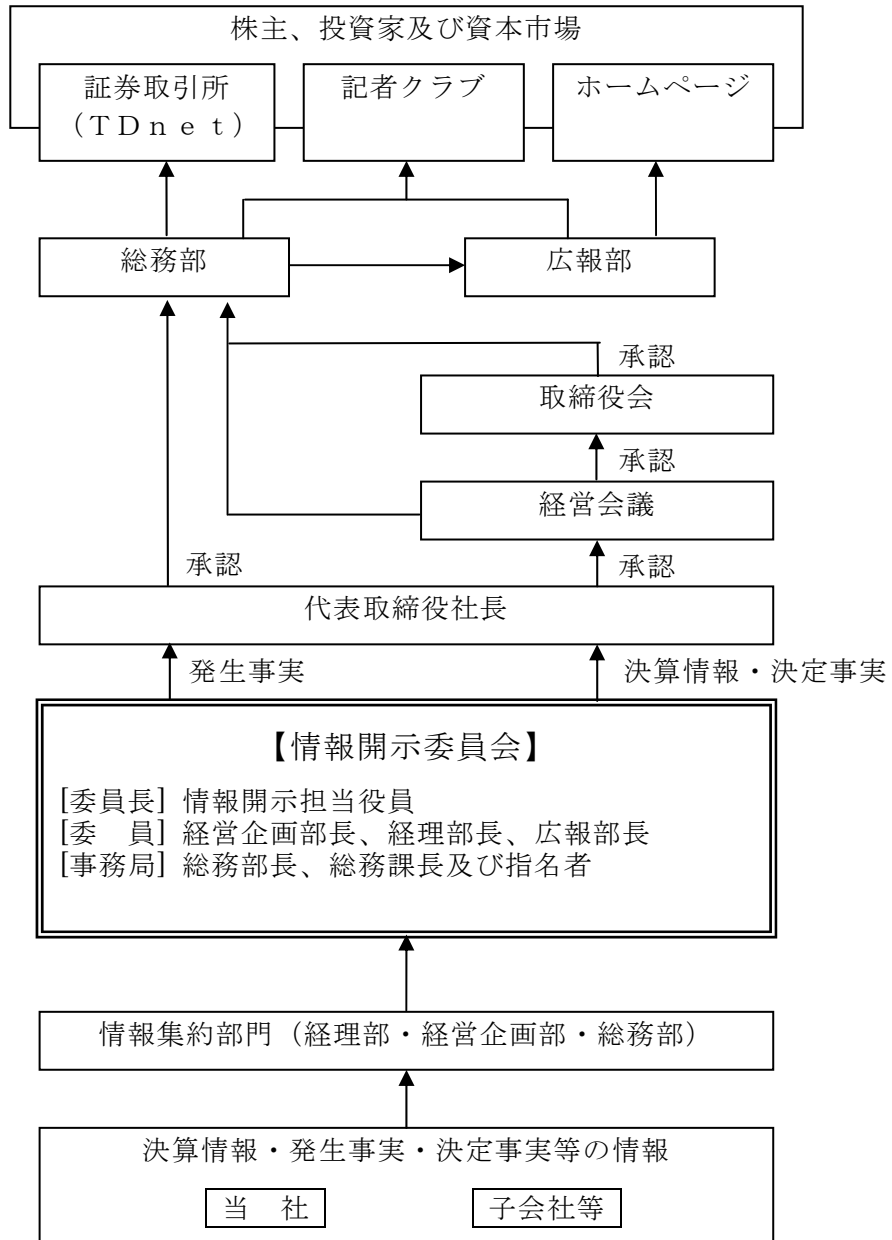 株主、投資家及び資本市場
証券取引所
(ＴＤｎｅｔ)
記者クラブ
ホームページ
総務部
広報部
承認
取締役会
承認
経営会議
承認
承認
代表取締役社長
発生事実
決算情報・決定事実
【情報開示委員会】
[委員長] 情報開示担当役員
[委　員] 経営企画部長、経理部長、広報部長
[事務局] 総務部長、総務課長及び指名者
情報集約部門（経理部・経営企画部・総務部）
決算情報・発生事実・決定事実等の情報
当　社
子会社等